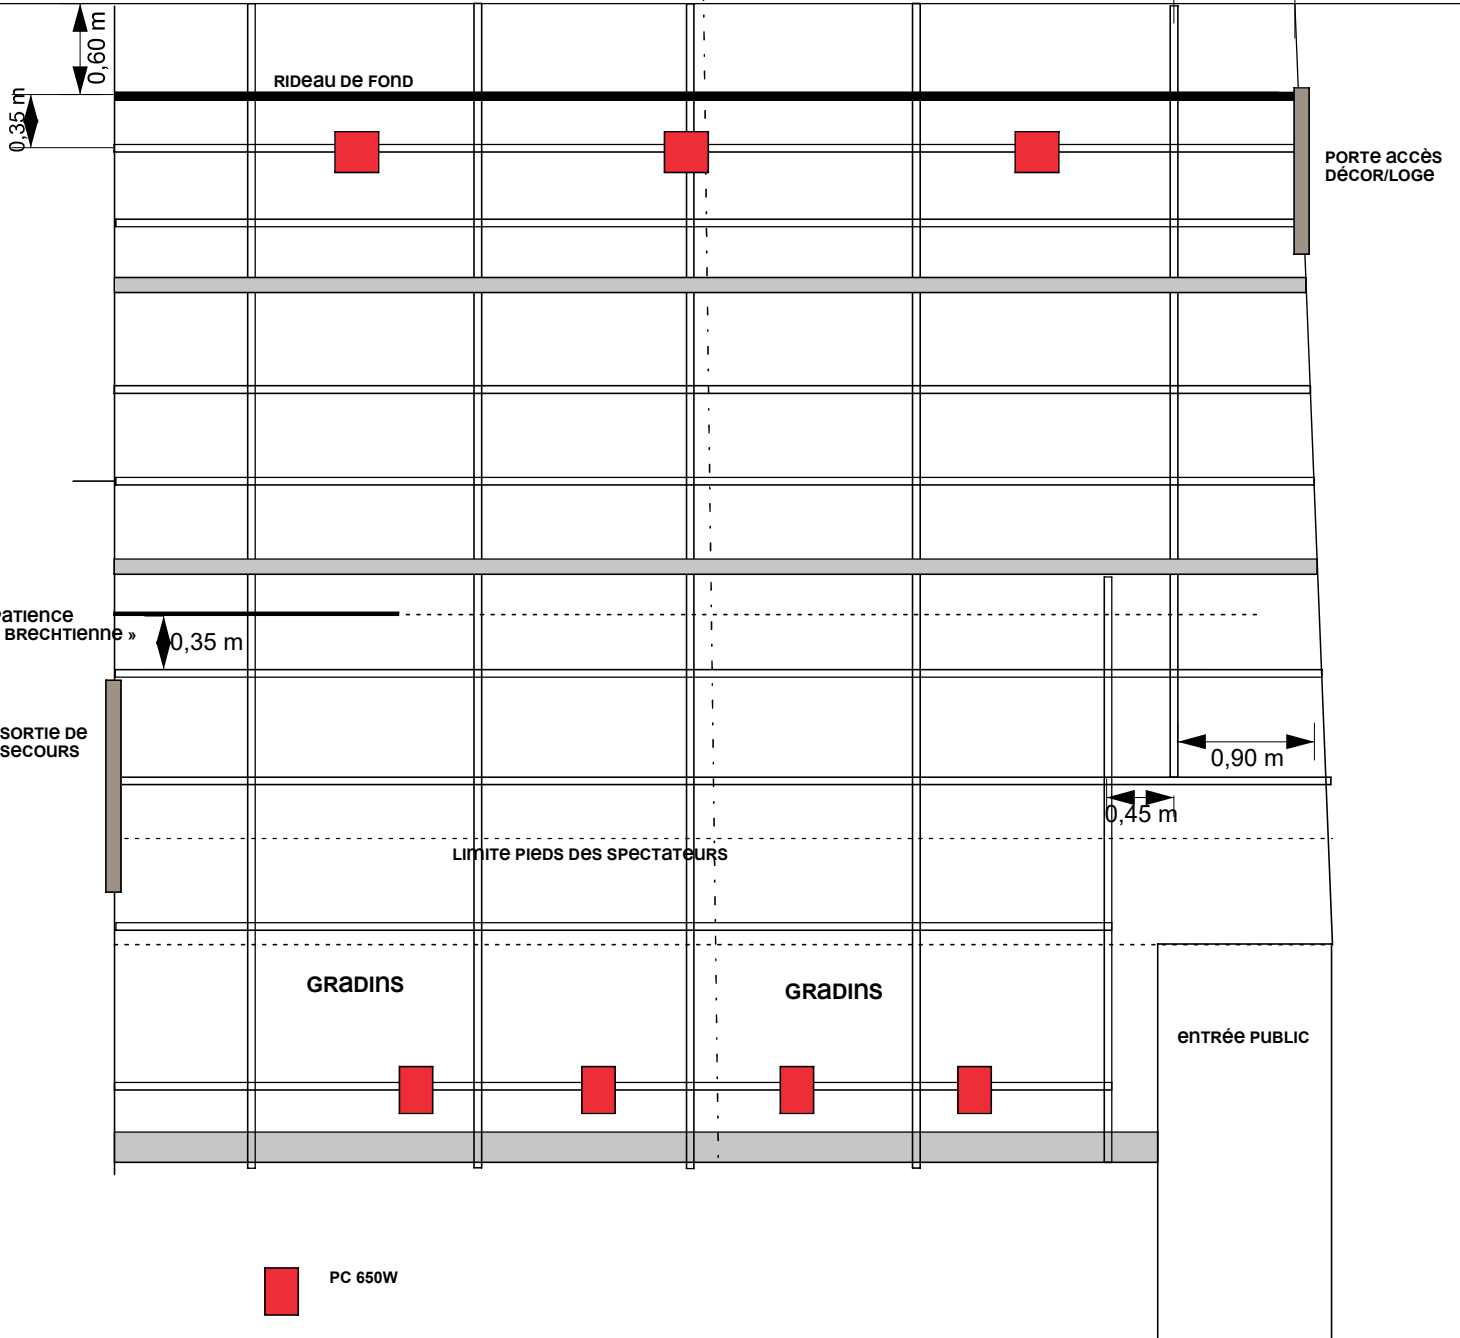 0,60 m
RIDEAU DE FOND
0,35 m
PORTE ACCÈS
DÉCOR/LOGE
PATIENCE
BRECHTIENNE »
0,35 m
SORTIE DE
SECOURS
0,90 m
0,45 m
LIMITE PIEDS DES SPECTATEURS
GRADINS
GRADINS
ENTRÉE PUBLIC
PC 650W